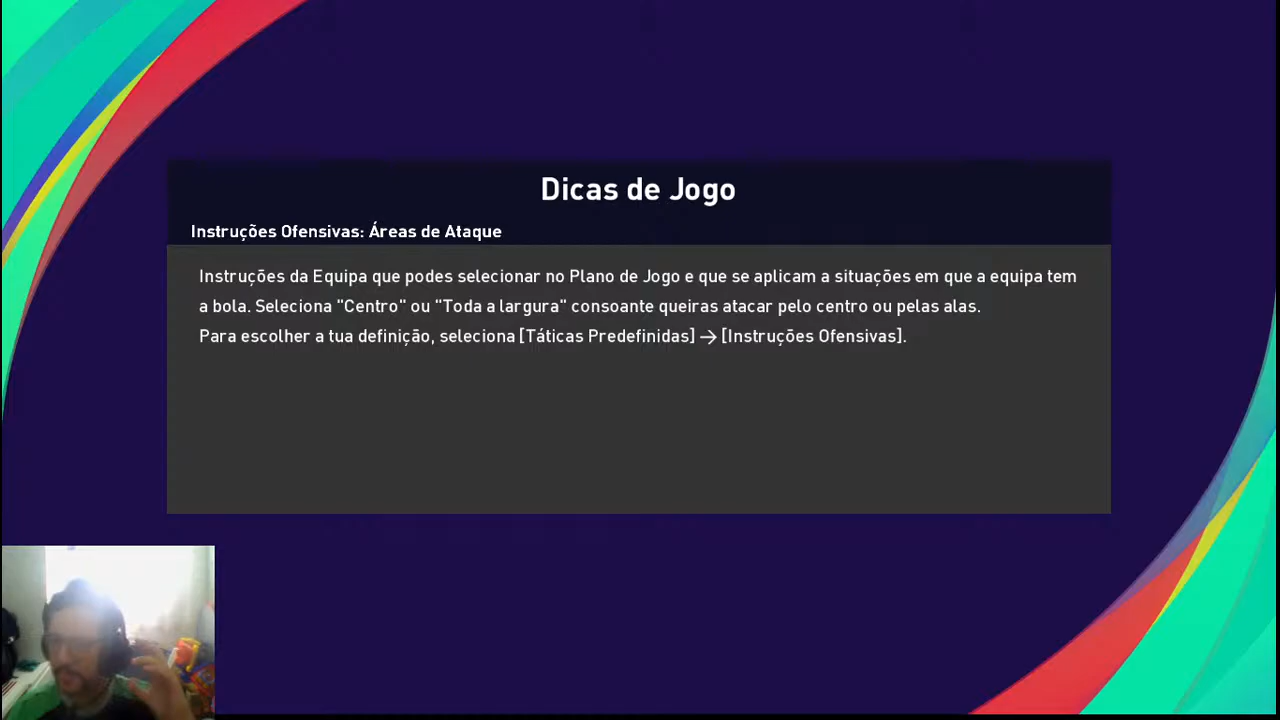 Dicas de Jogo
Instruções Ofensivas: Áreas de Ataque
Instruções da Equipa que podes selecionar no Plano de Jogo e que se aplicam a situações em que a equipa tem
a bola. Seleciona "Centro" ou "Toda a largura" consoante queiras atacar pelo centro ou pelas alas.
Para escolher a tua definição, seleciona [Táticas Predefinidas] → [Instruções Ofensivas].